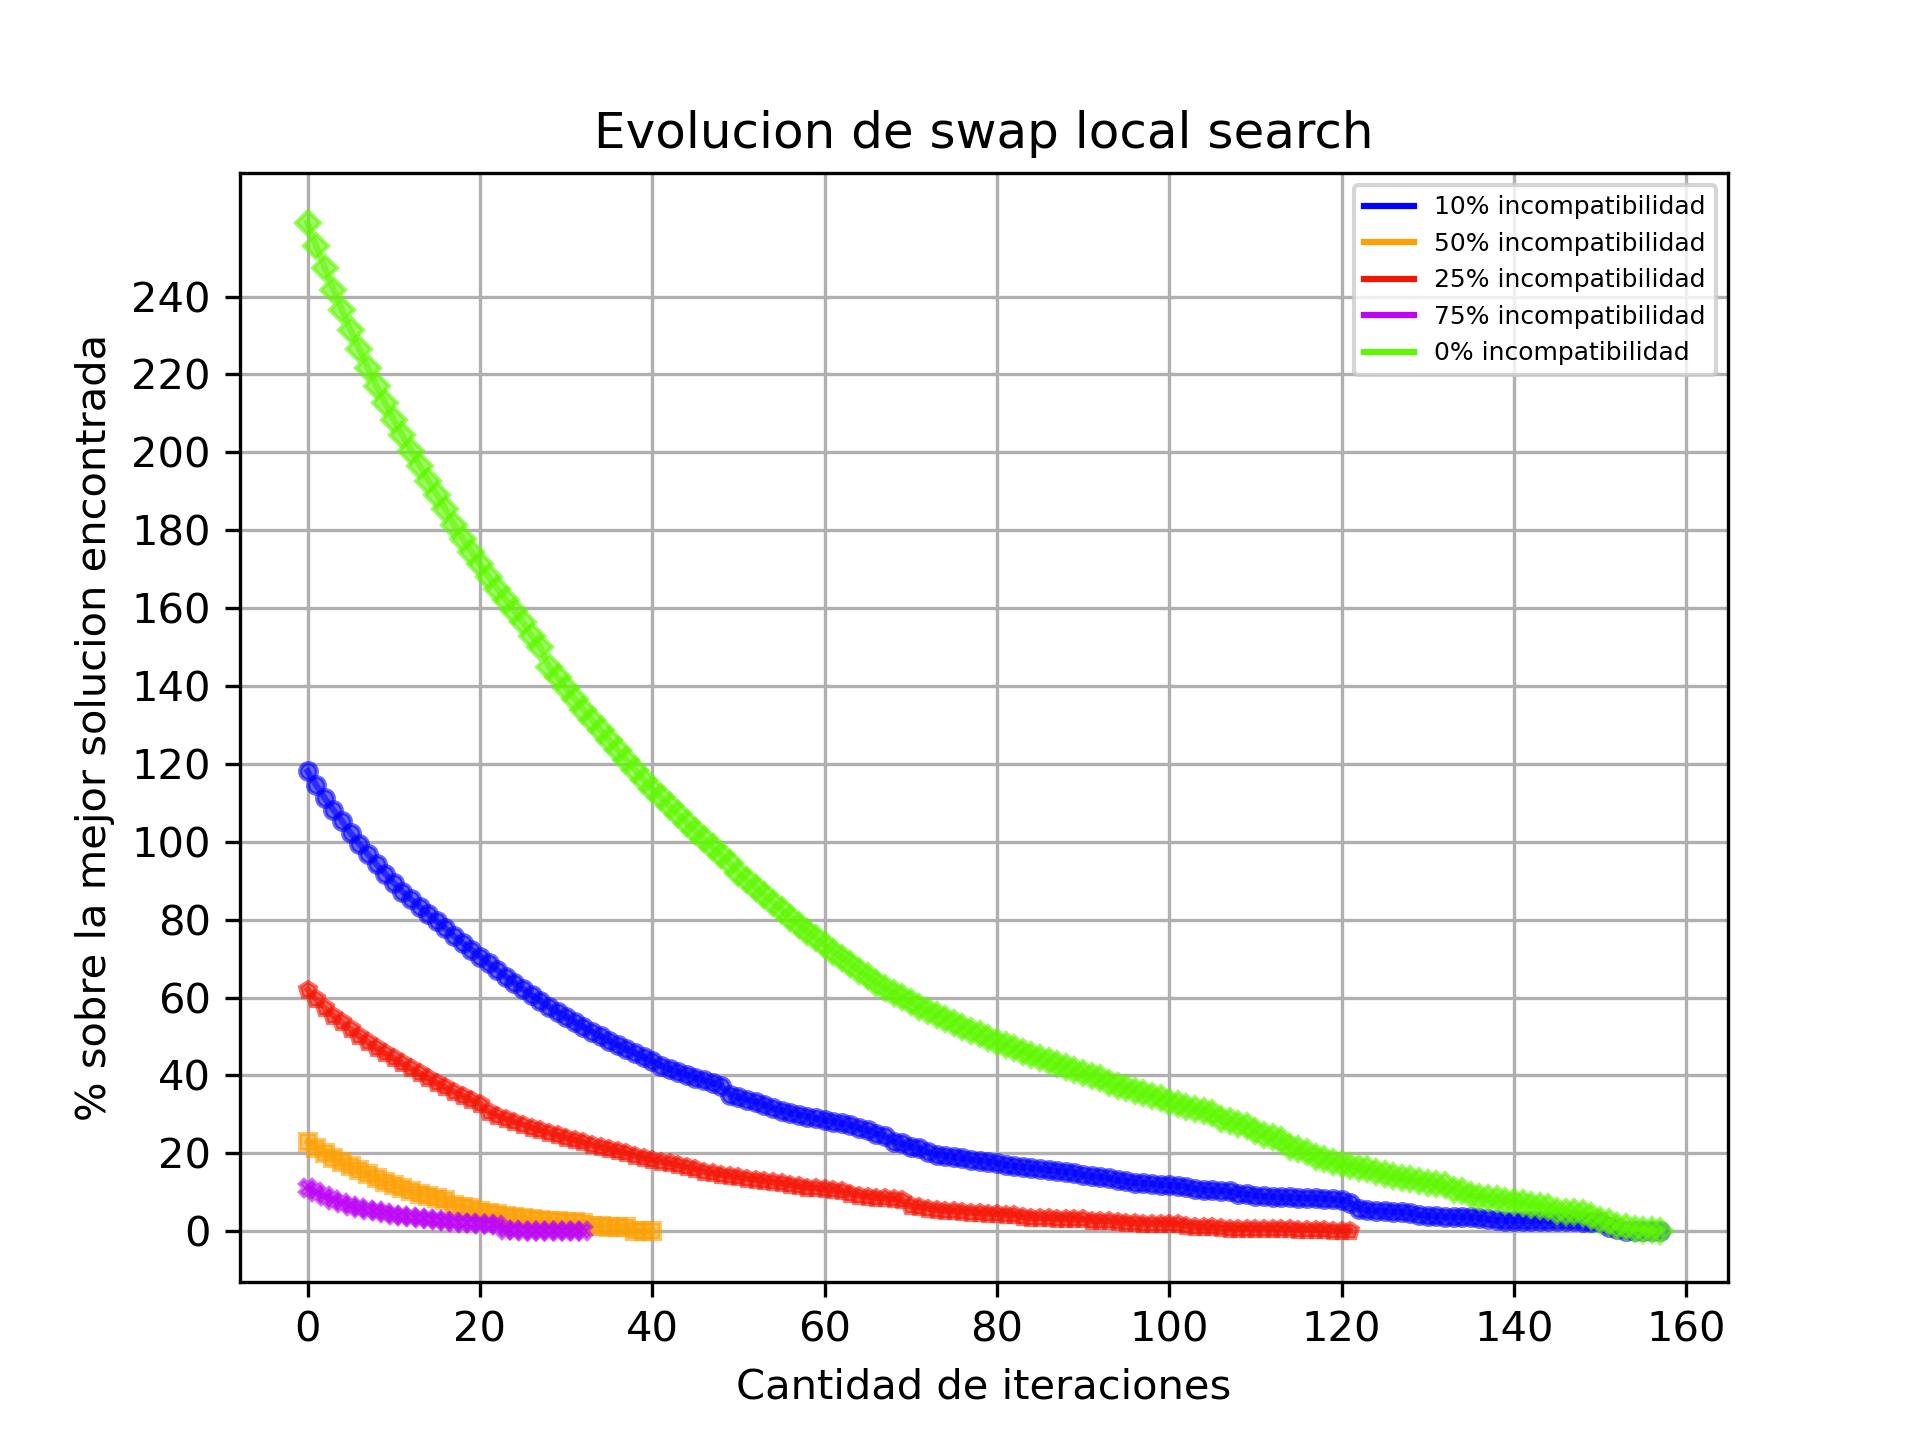 Evolucion de swap local search
10% incompatibilidad
50% incompatibilidad
25% incompatibilidad
75% incompatibilidad
0% incompatibilidad
% sobre la mejor solucion encontrada
240
220
200
180
160
140
120
100
80
60
40
20
0
0 20 40 60 80 100 120 140 160
Cantidad de iteraciones